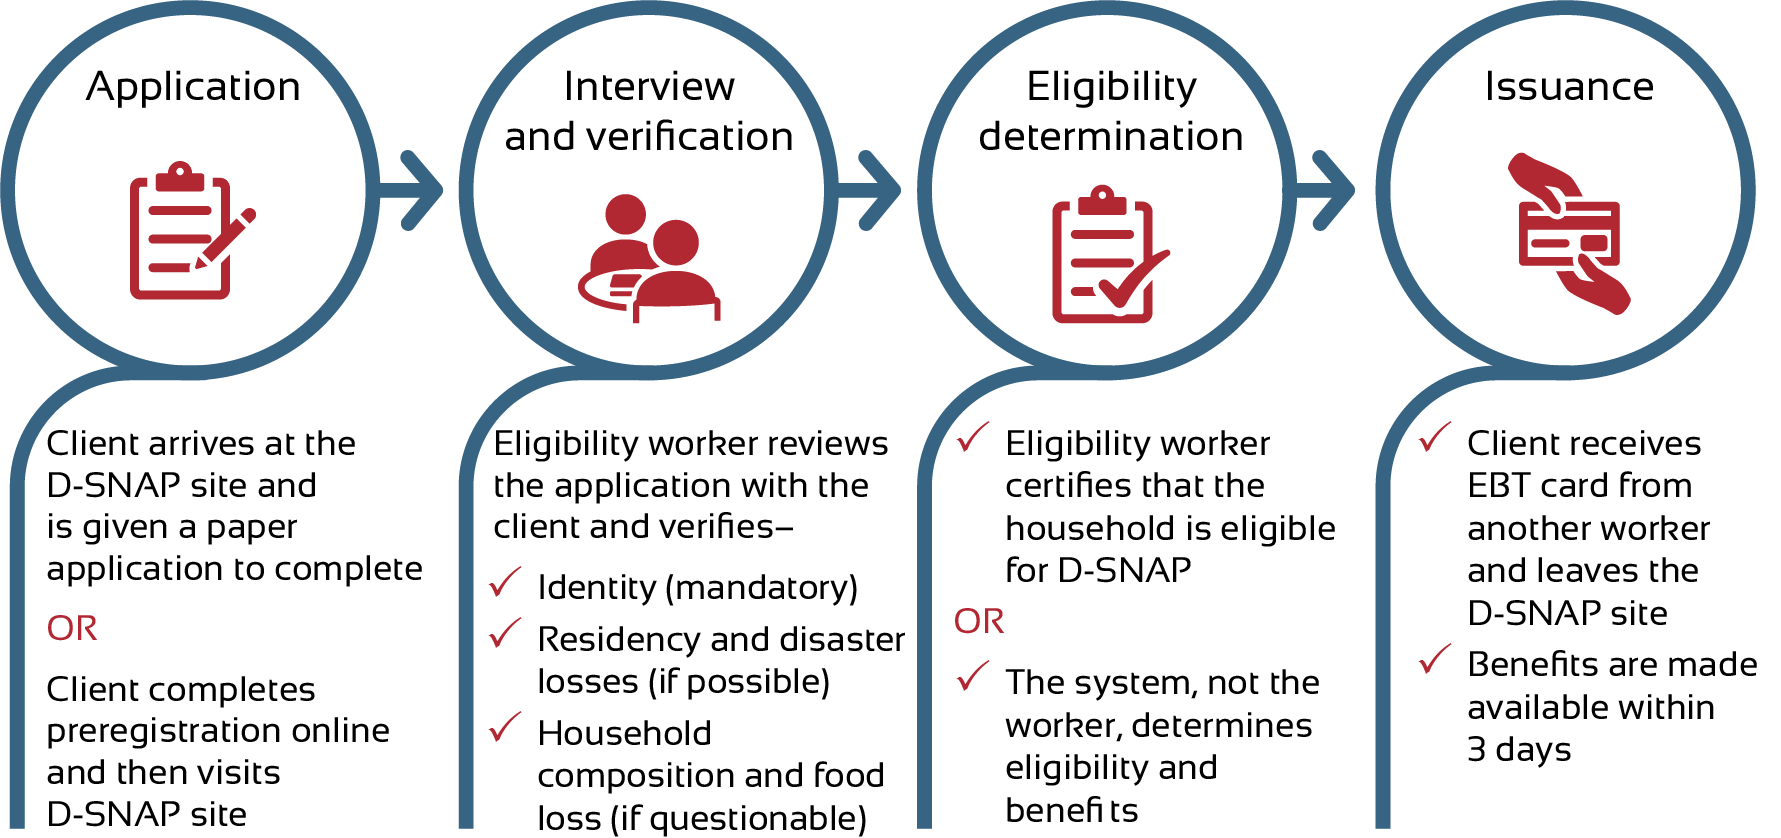 Application
Client arrives at the
D-SNAP site and
is given a paper
application to complete
OR
Client completes
preregistration online
and then visits
D-SNAP site
Interview
and verification
Eligibility worker reviews
the application with the
client and verifies–
✓ Identity (mandatory)
✓ Residency and disaster
losses (if possible)
✓ Household
composition and food
loss (if questionable)
Eligibility
determination
✓ Eligibility worker
certifies that the
household is eligible
for D-SNAP
OR
✓ The system, not the
worker, determines
eligibility and
benefits
Issuance
✓ Client receives
EBT card from
another worker
and leaves the
D-SNAP site
✓ Benefits are made
available within
3 days